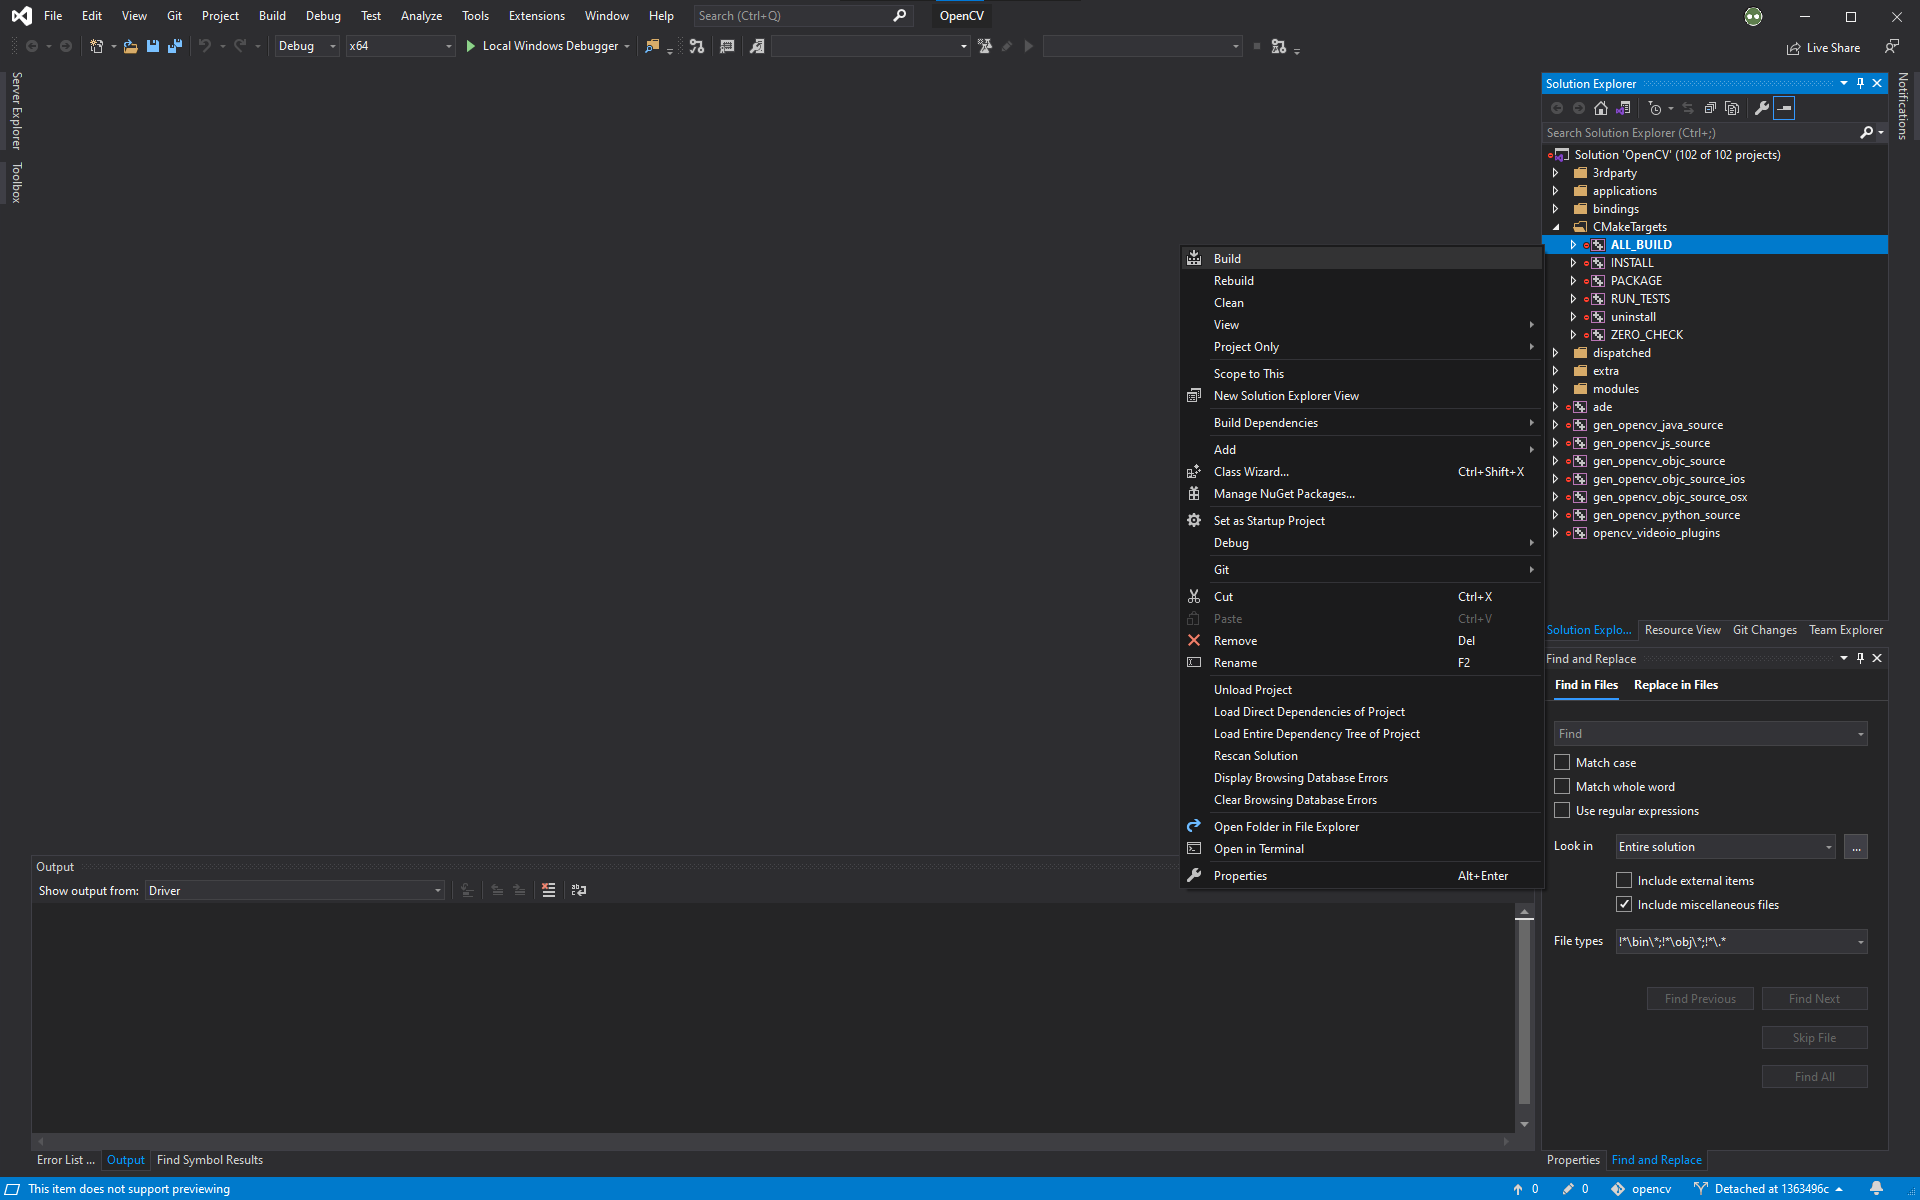 File Edit View Git Project Build Debug Test Analyze Tools Extensions Window Help Search (Ctrl+Q) OpenCV
Debug x64 Local Windows Debugger Live Share
Server Explorer
Toolbox
Notifications
Solution Explorer
Search Solution Explorer (Ctrl+;)
Solution 'OpenCV' (102 of 102 projects)
3rdparty
applications
bindings
CMakeTargets
ALL_BUILD
INSTALL
PACKAGE
RUN_TESTS
uninstall
ZERO_CHECK
dispatched
extra
modules
ade
gen_opencv_java_source
gen_opencv_js_source
gen_opencv_objc_source
gen_opencv_objc_source_ios
gen_opencv_objc_source_osx
gen_opencv_python_source
opencv_videoio_plugins
Solution Explo... Resource View Git Changes Team Explorer
Build
Rebuild
Clean
View
Project Only
Scope to This
New Solution Explorer View
Build Dependencies
Add
Class Wizard... Ctrl+Shift+X
Manage NuGet Packages...
Set as Startup Project
Debug
Git
Cut Ctrl+X
Paste Ctrl+V
Remove Del
Rename F2
Unload Project
Load Direct Dependencies of Project
Load Entire Dependency Tree of Project
Rescan Solution
Display Browsing Database Errors
Clear Browsing Database Errors
Open Folder in File Explorer
Open in Terminal
Properties Alt+Enter
Find and Replace
Find in Files Replace in Files
Find
Match case
Match whole word
Use regular expressions
Look in Entire solution ...
Include external items
Include miscellaneous files
File types !*\bin\*;!*\obj\*;!*\.*
Find Previous Find Next
Skip File
Find All
Properties Find and Replace
Output
Show output from: Driver
Error List ... Output Find Symbol Results
This item does not support previewing 0 0 opencv Detached at 1363496c